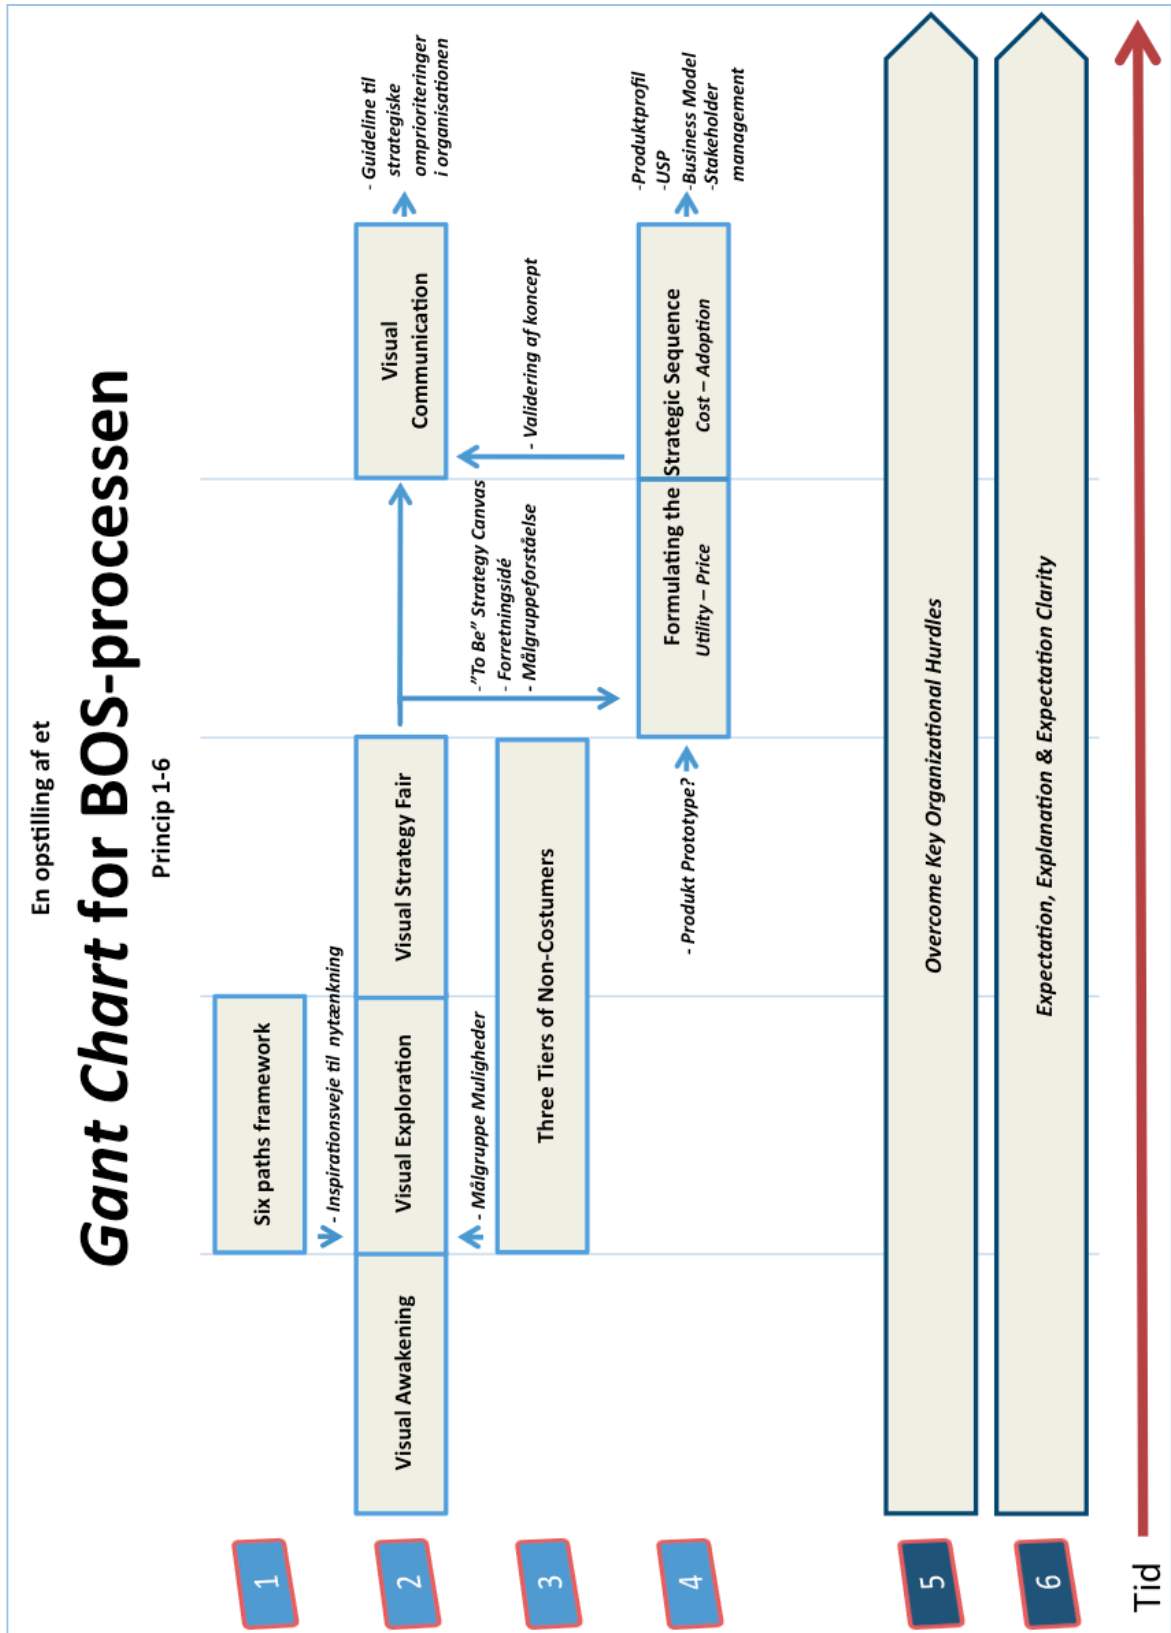 En opstilling af et
Gant Chart for BOS-processen
Princip 1-6
1
Six paths framework
- Inspirationsveje til nytænkning
2
Visual Awakening
Visual Exploration
Visual Strategy Fair
Visual
Communication
- Guideline til
strategiske
omprioriteringer
i organisationen
- Målgruppe Muligheder
-"To Be" Strategy Canvas
- Forretningsidé
- Målgruppeforståelse
- Validering af koncept
3
Three Tiers of Non-Costumers
4
- Produkt Prototype?
Formulating the Strategic Sequence
Utility – Price
Cost – Adoption
-Produktprofil
-USP
-Business Model
-Stakeholder
management
5
Overcome Key Organizational Hurdles
6
Expectation, Explanation & Expectation Clarity
Tid